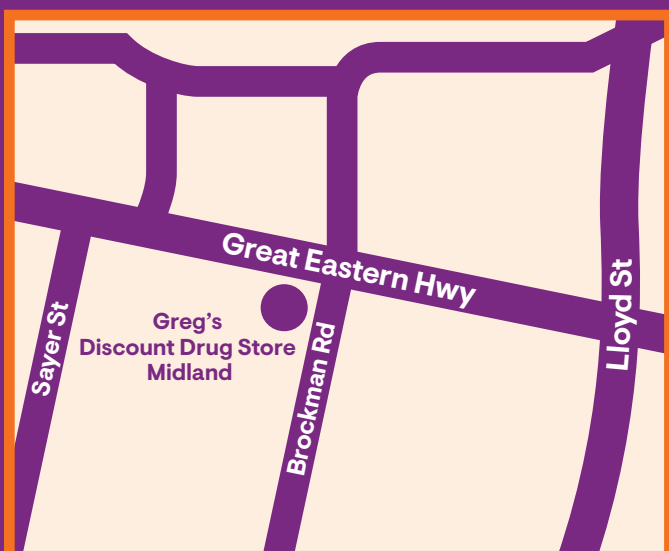 Great Eastern Hwy
Lloyd St
Sayer St
Greg's
Discount Drug Store
Midland
Brockman Rd